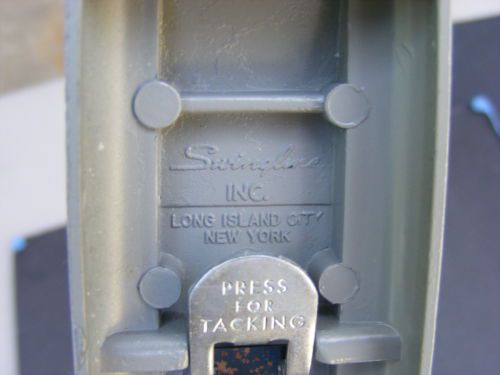 Swingline
INC.
LONG ISLAND CITY
NEW YORK
PRESS
FOR
TACKING